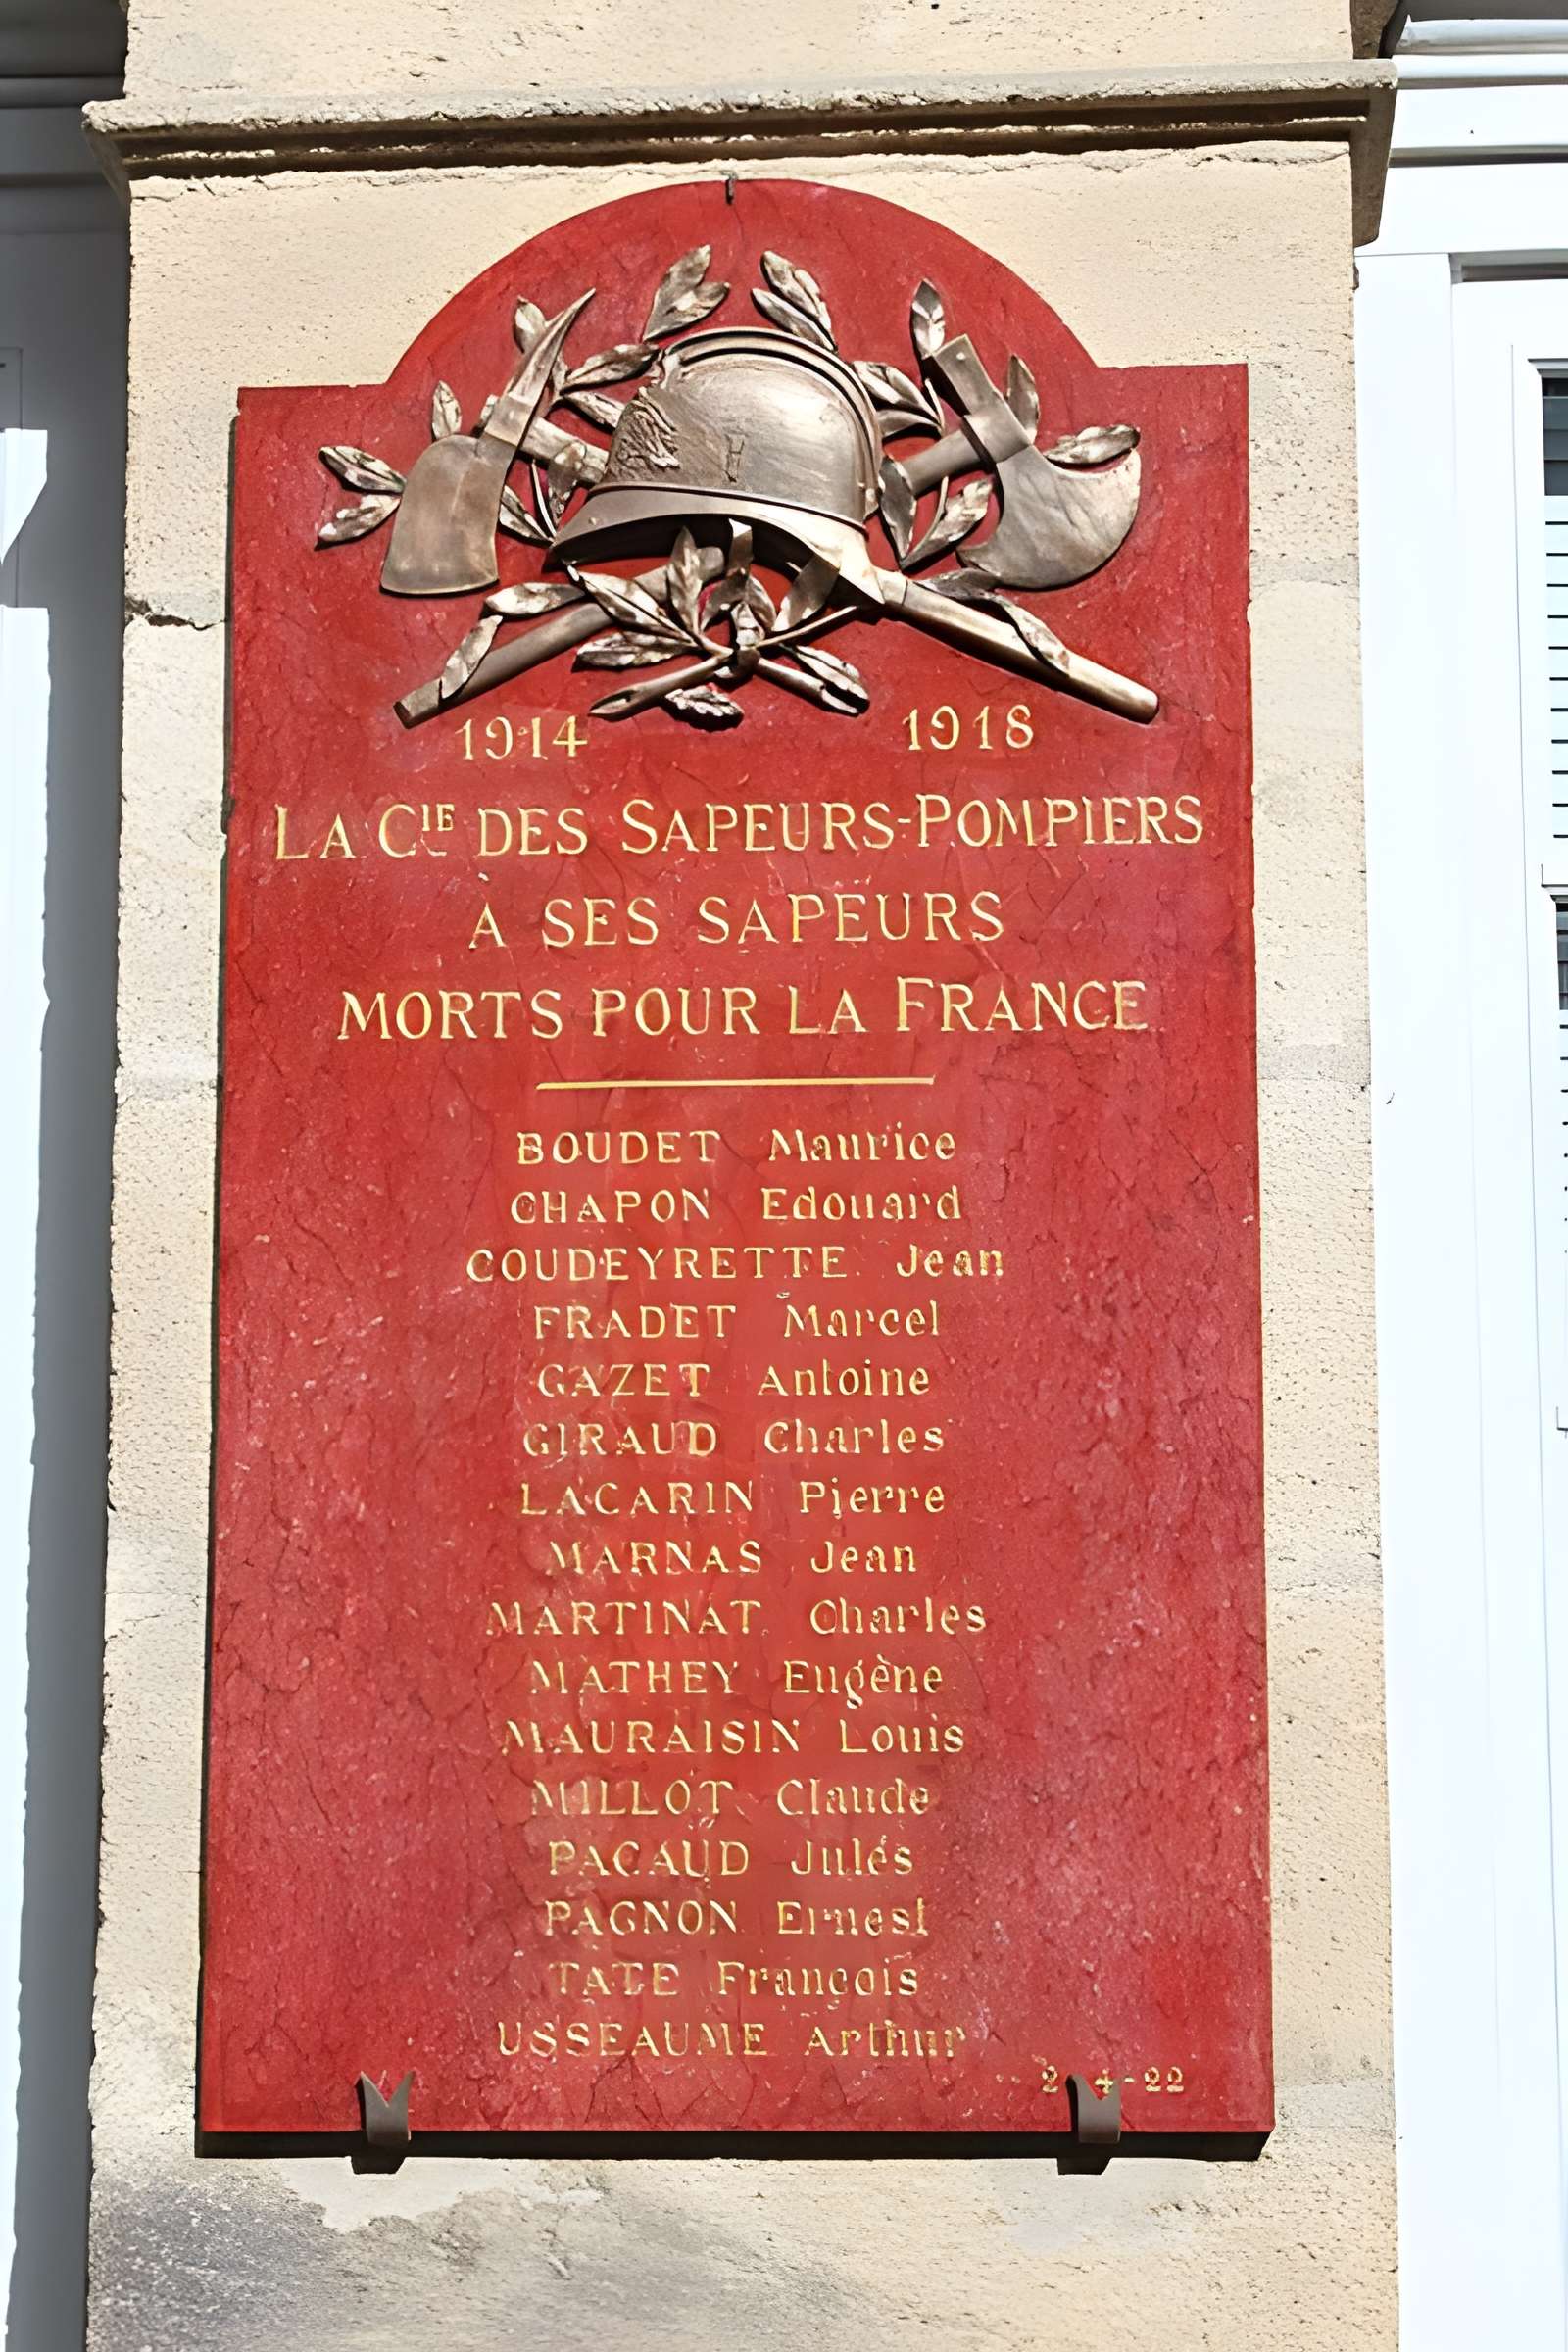 1914 1918
LA CIE DES SAPEURS-POMPIERS
À SES SAPEURS
MORTS POUR LA FRANCE
BOUDET Maurice
CHAPON Edouard
COUDEYRETTE Jean
FRADET Marcel
GAZET Antoine
GIRAUD Charles
LACARIN Pierre
MARNAS Jean
MARTINAT Charles
MATHEY Eugène
MAURAISIN Louis
MILLOT Claude
PACAUD Jules
PAGNON Ernest
TATE François
USSEAUME Arthur
2-4-22